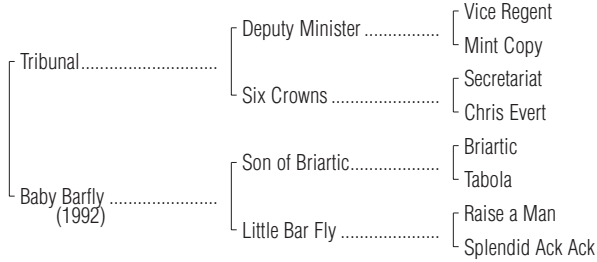 Vice Regent
Deputy Minister ................
Mint Copy
Tribunal.............................
Secretariat
Six Crowns .......................
Chris Evert
Briartic
Son of Briartic...................
Tabola
Baby Barfly .......................
(1992)
Raise a Man
Little Bar Fly .....................
Splendid Ack Ack